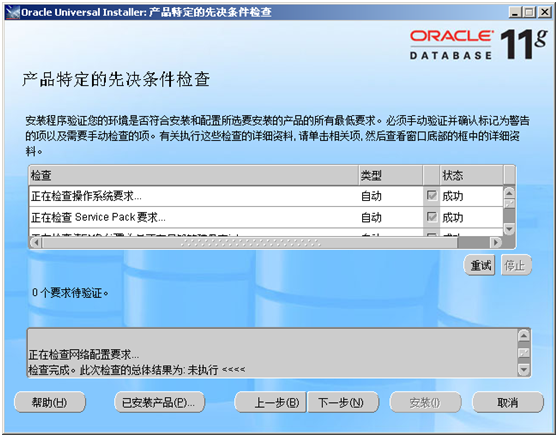 Oracle Universal Installer: 产品特定的先决条件检查
ORACLE
DATABASE 11g
产品特定的先决条件检查
安装程序验证您的环境是否符合安装和配置所选要安装的产品的所有最低要求。必须手动验证并确认标记为警告
的项以及需要手动检查的项。有关执行这些检查的详细资料, 请单击相关项, 然后查看窗口底部的框中的详细资
料。
检查 类型 状态
正在检查操作系统要求... 自动 成功
正在检查 Service Pack 要求... 自动 成功
自动 成功
重试 停止
0 个要求待验证。
正在检查网络配置要求...
检查完成。此次检查的总体结果为: 未执行 <<<<
帮助(H) 已安装产品(P)... 上一步(B) 下一步(N) 安装(I) 取消